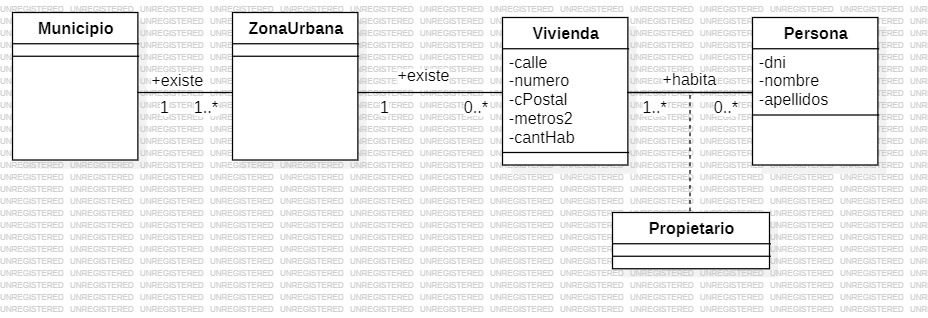 Municipio
+existe
1
1..*
ZonaUrbana
+existe
1
0..*
Vivienda
-calle
-numero
-cPostal
-metros2
-cantHab
+habita
1..*
0..*
Persona
-dni
-nombre
-apellidos
Propietario
UNREGISTERED